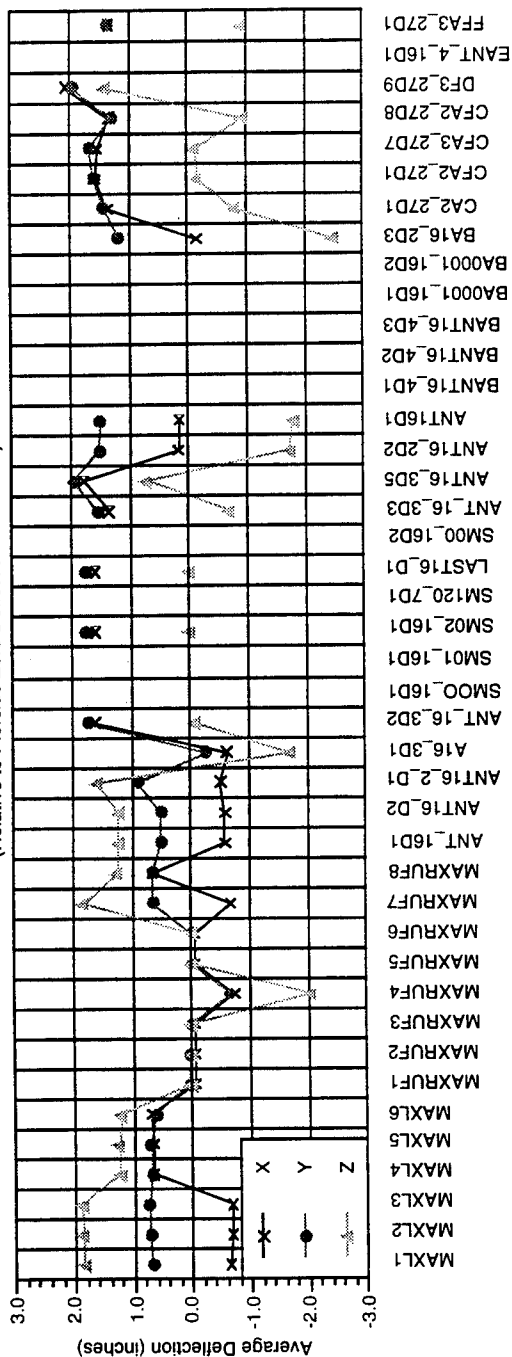 Average Deflection (inches)
3.0
2.0
1.0
0.0
-1.0
-2.0
-3.0
X
Y
Z
MAXL1
MAXL2
MAXL3
MAXL4
MAXL5
MAXL6
MAXRUF1
MAXRUF2
MAXRUF3
MAXRUF4
MAXRUF5
MAXRUF6
MAXRUF7
MAXRUF8
ANT_16D1
ANT16_D2
ANT16_2_D1
A16_3D1
ANT_16_3D2
SMOO_16D1
SM01_16D1
SM02_16D1
SM120_7D1
LAST16_D1
SM00_16D2
ANT_16_3D3
ANT16_3D5
ANT16_2D2
ANT16D1
BANT16_4D1
BANT16_4D2
BANT16_4D3
BA0001_16D1
BA0001_16D2
BA16_2D3
CA2_27D1
CFA2_27D1
CFA3_27D7
CFA2_27D8
DF3_27D9
EANT_4_16D1
FFA3_27D1